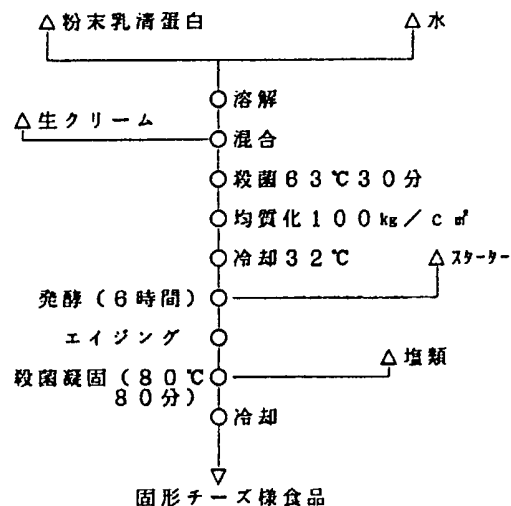 △粉末乳清蛋白
△水
溶解
△生クリーム
混合
殺菌63℃30分
均質化100kg/c㎡
冷却32℃
△スターター
発酵(6時間)
エイジング
△塩類
殺菌凝固(80℃
80分)
冷却
固形チーズ様食品